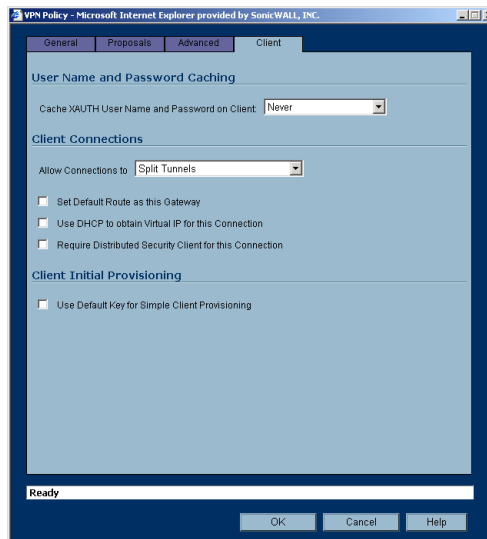 VPN Policy - Microsoft Internet Explorer provided by SonicWALL, INC.
General Proposals Advanced Client
User Name and Password Caching
Cache XAUTH User Name and Password on Client: Never
Client Connections
Allow Connections to Split Tunnels
Set Default Route as this Gateway
Use DHCP to obtain Virtual IP for this Connection
Require Distributed Security Client for this Connection
Client Initial Provisioning
Use Default Key for Simple Client Provisioning
Ready
OK Cancel Help